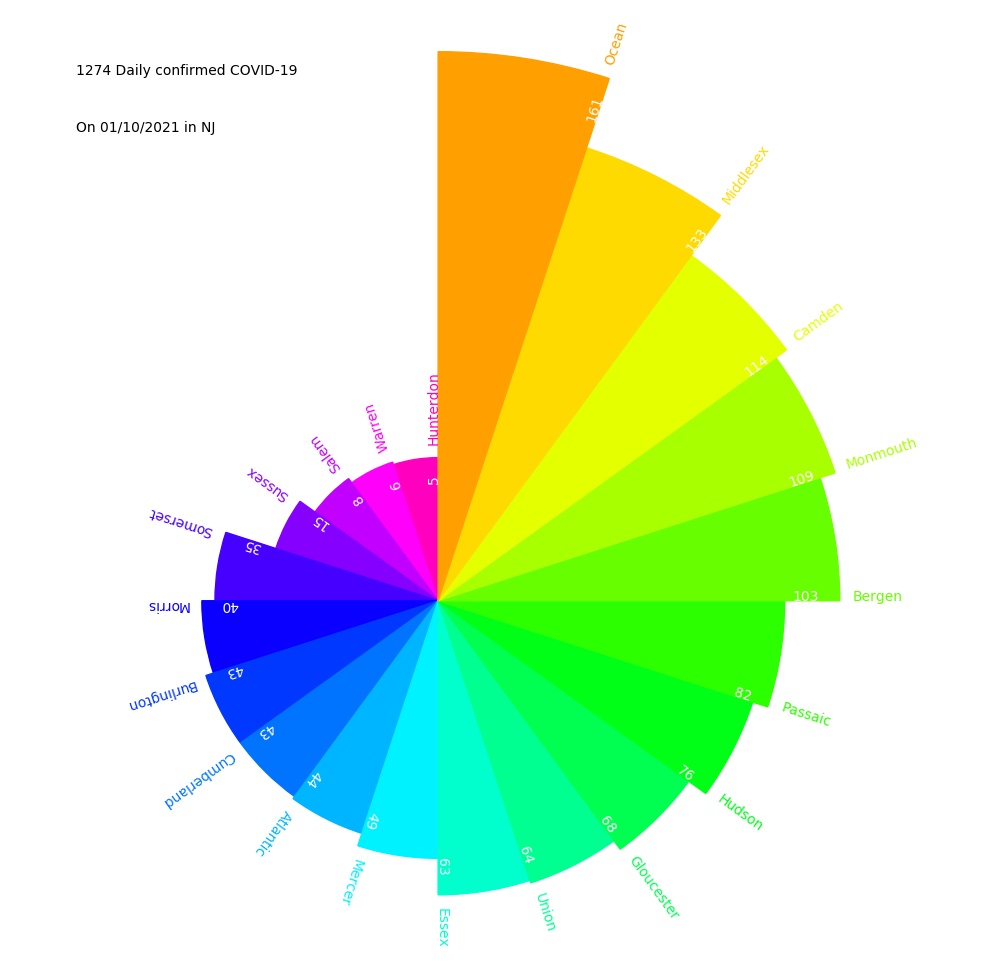 1274 Daily confirmed COVID-19
On 01/10/2021 in NJ
Ocean
161
Middlesex
133
Camden
114
Monmouth
109
Bergen
103
Passaic
82
Hudson
76
Gloucester
68
Union
64
Essex
63
Mercer
49
Atlantic
44
Cumberland
43
Burlington
43
Morris
40
Somerset
35
Sussex
15
Salem
8
Warren
6
Hunterdon
5